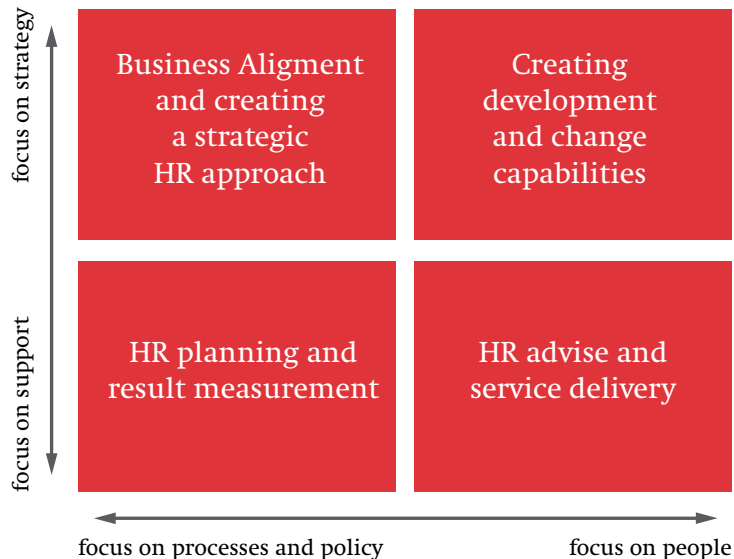 focus on strategy
Business Aligment
and creating
a strategic
HR approach
Creating
development
and change
capabilities
focus on support
HR planning and
result measurement
HR advise and
service delivery
focus on processes and policy
focus on people